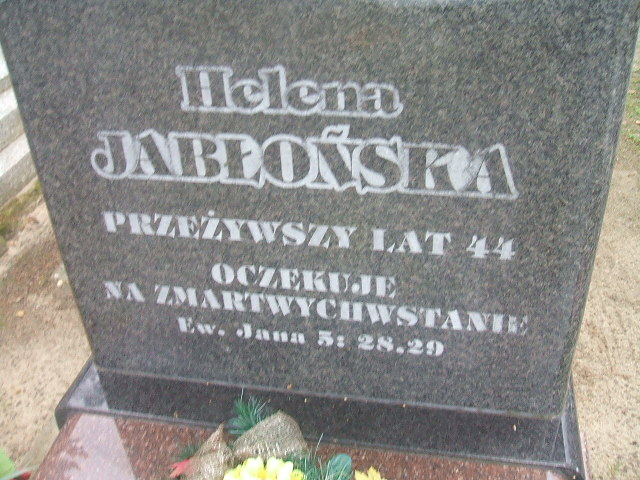 Helena
JABŁOŃSKA
PRZEŻYWSZY LAT 44
OCZEKUJE
NA ZMARTWYCHWSTANIE
Ew. Jana 5: 28,29